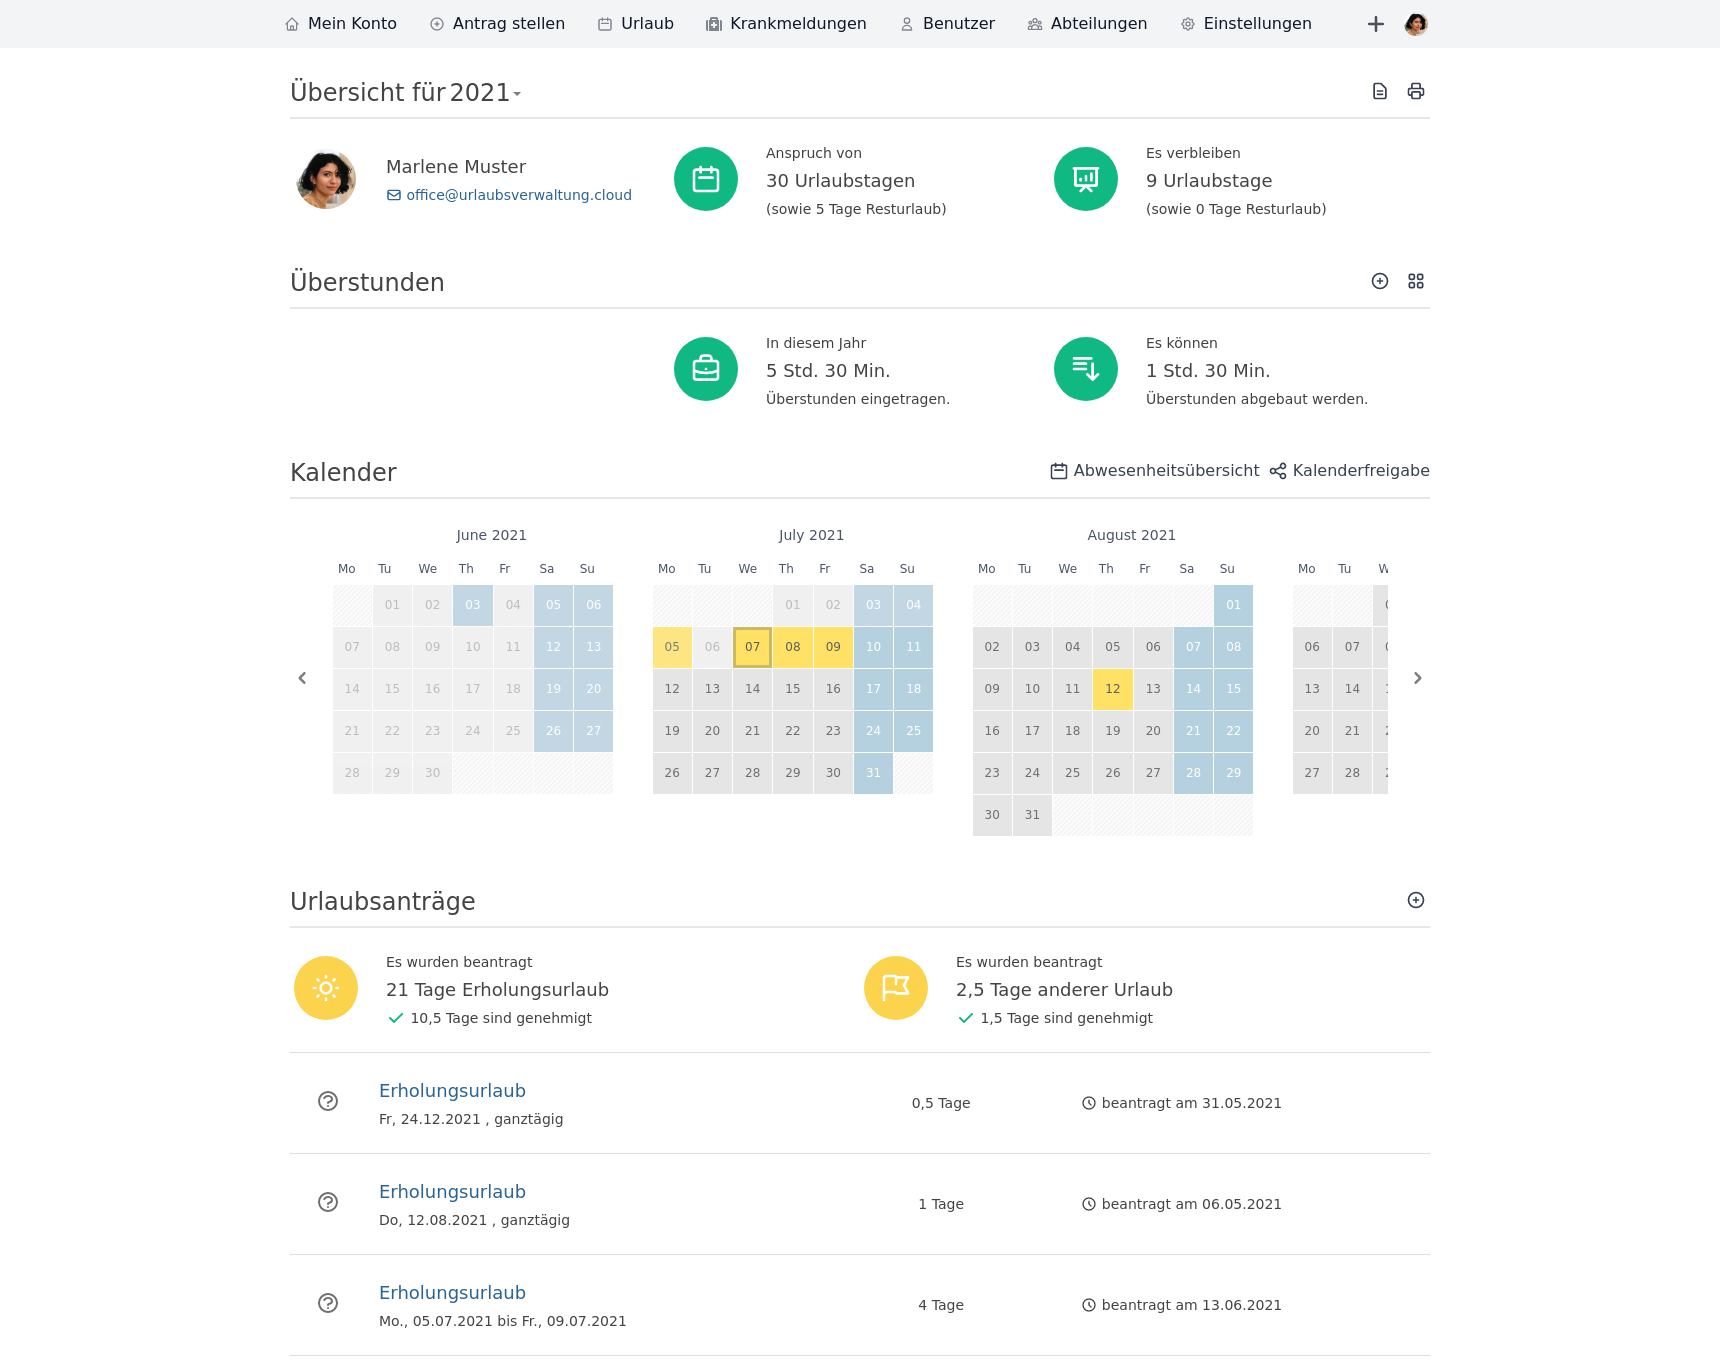 Mein Konto Antrag stellen Urlaub Krankmeldungen Benutzer Abteilungen Einstellungen
Übersicht für 2021
Marlene Muster
office@urlaubsverwaltung.cloud
Anspruch von
30 Urlaubstagen
(sowie 5 Tage Resturlaub)
Es verbleiben
9 Urlaubstage
(sowie 0 Tage Resturlaub)
Überstunden
In diesem Jahr
5 Std. 30 Min.
Überstunden eingetragen.
Es können
1 Std. 30 Min.
Überstunden abgebaut werden.
Kalender
Abwesenheitsübersicht Kalenderfreigabe
June 2021
Mo Tu We Th Fr Sa Su
01 02 03 04 05 06
07 08 09 10 11 12 13
14 15 16 17 18 19 20
21 22 23 24 25 26 27
28 29 30
July 2021
Mo Tu We Th Fr Sa Su
01 02 03 04
05 06 07 08 09 10 11
12 13 14 15 16 17 18
19 20 21 22 23 24 25
26 27 28 29 30 31
August 2021
Mo Tu We Th Fr Sa Su
01
02 03 04 05 06 07 08
09 10 11 12 13 14 15
16 17 18 19 20 21 22
23 24 25 26 27 28 29
30 31
Mo Tu
06 07
13 14
20 21
27 28
Urlaubsanträge
Es wurden beantragt
21 Tage Erholungsurlaub
10,5 Tage sind genehmigt
Es wurden beantragt
2,5 Tage anderer Urlaub
1,5 Tage sind genehmigt
Erholungsurlaub
Fr, 24.12.2021 , ganztägig
0,5 Tage
beantragt am 31.05.2021
Erholungsurlaub
Do, 12.08.2021 , ganztägig
1 Tage
beantragt am 06.05.2021
Erholungsurlaub
Mo., 05.07.2021 bis Fr., 09.07.2021
4 Tage
beantragt am 13.06.2021